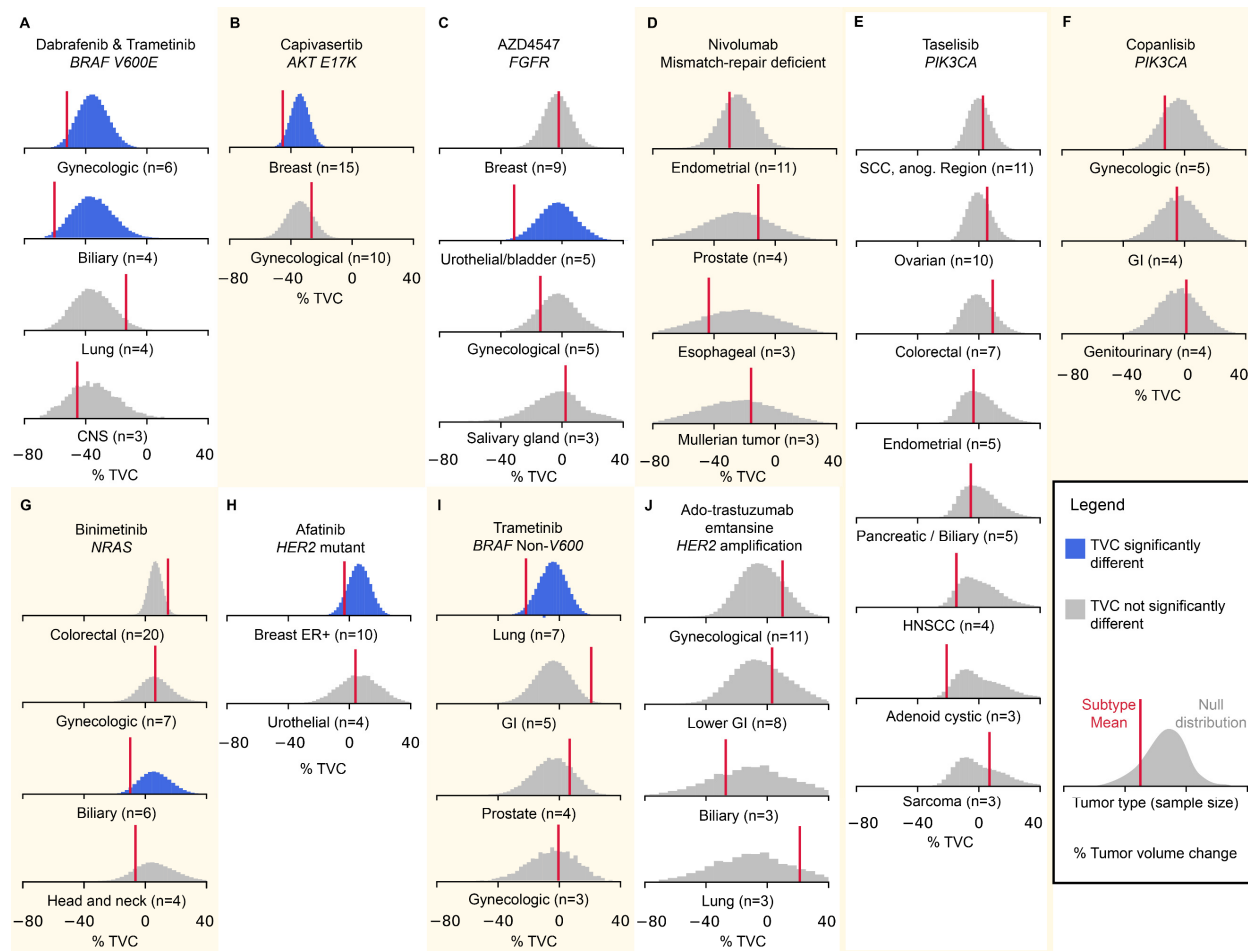 A
Dabrafenib & Trametinib
BRAF V600E
Gynecologic (n=6)
Biliary (n=4)
Lung (n=4)
CNS (n=3)
−80 −40 0 40
% TVC
B
Capivasertib
AKT E17K
Breast (n=15)
Gynecological (n=10)
−80 −40 0 40
% TVC
C
AZD4547
FGFR
Breast (n=9)
Urothelial/bladder (n=5)
Gynecological (n=5)
Salivary gland (n=3)
−80 −40 0 40
% TVC
D
Nivolumab
Mismatch-repair deficient
Endometrial (n=11)
Prostate (n=4)
Esophageal (n=3)
Mullerian tumor (n=3)
−80 −40 0 40
% TVC
E
Taselisib
PIK3CA
SCC, anog. Region (n=11)
Ovarian (n=10)
Colorectal (n=7)
Endometrial (n=5)
Pancreatic / Biliary (n=5)
HNSCC (n=4)
Adenoid cystic (n=3)
Sarcoma (n=3)
−80 −40 0 40
% TVC
F
Copanlisib
PIK3CA
Gynecologic (n=5)
GI (n=4)
Genitourinary (n=4)
−80 −40 0 40
% TVC
G
Binimetinib
NRAS
Colorectal (n=20)
Gynecologic (n=7)
Biliary (n=6)
Head and neck (n=4)
−80 −40 0 40
% TVC
H
Afatinib
HER2 mutant
Breast ER+ (n=10)
Urothelial (n=4)
−80 −40 0 40
% TVC
I
Trametinib
BRAF Non-V600
Lung (n=7)
GI (n=5)
Prostate (n=4)
Gynecologic (n=3)
−80 −40 0 40
% TVC
J
Ado-trastuzumab
emtansine
HER2 amplification
Gynecological (n=11)
Lower GI (n=8)
Biliary (n=3)
Lung (n=3)
−80 −40 0 40
% TVC
Legend
TVC significantly
different
TVC not significantly
different
Subtype
Mean
Null
distribution
Tumor type (sample size)
% Tumor volume change